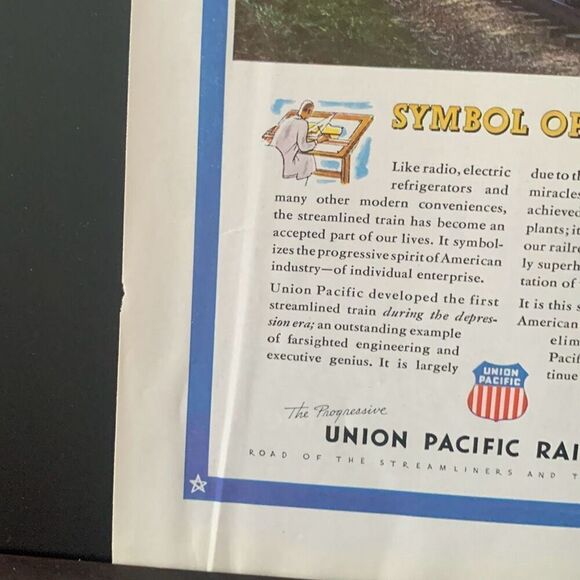 SYMBOL OF
Like radio, electric
refrigerators and
many other modern conveniences,
the streamlined train has become an
accepted part of our lives. It symbol-
izes the progressive spirit of American
industry—of individual enterprise.
Union Pacific developed the first
streamlined train during the depres-
sion era; an outstanding example
of farsighted engineering and
executive genius. It is largely
due to th
miracles
achieved
plants; it
our railro
ly superh
tation of
It is this s
American
elim
Pacif
tinue
UNION
PACIFIC
The Progressive
UNION PACIFIC RAI
ROAD OF THE STREAMLINERS AND T